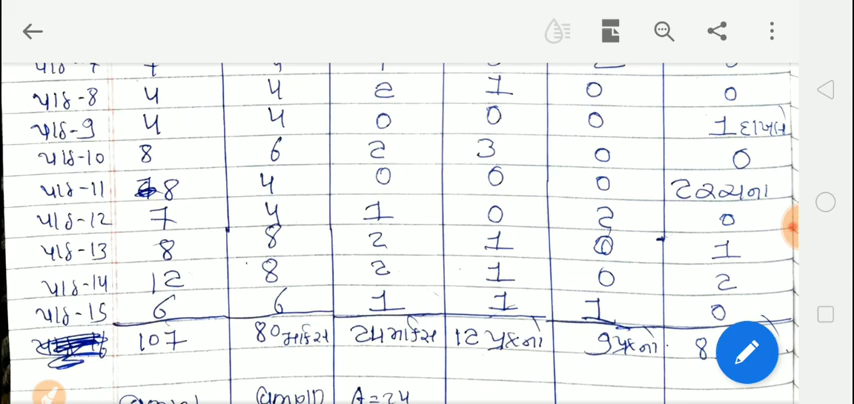 પાઠ-8 4 4 2 1 0 0
પાઠ-9 4 4 0 0 0 1 દાખલો
પાઠ-10 8 6 2 3 0 0
પાઠ-11 8 4 0 0 0 2 રચના
પાઠ-12 7 4 1 0 2 0
પાઠ-13 8 8 2 1 0 1
પાઠ-14 12 8 2 1 0 2
પાઠ-15 6 6 1 1 1 0
107 80 માર્કસ 12 પ્રશ્નો 9 પ્રશ્નો 8
A=24